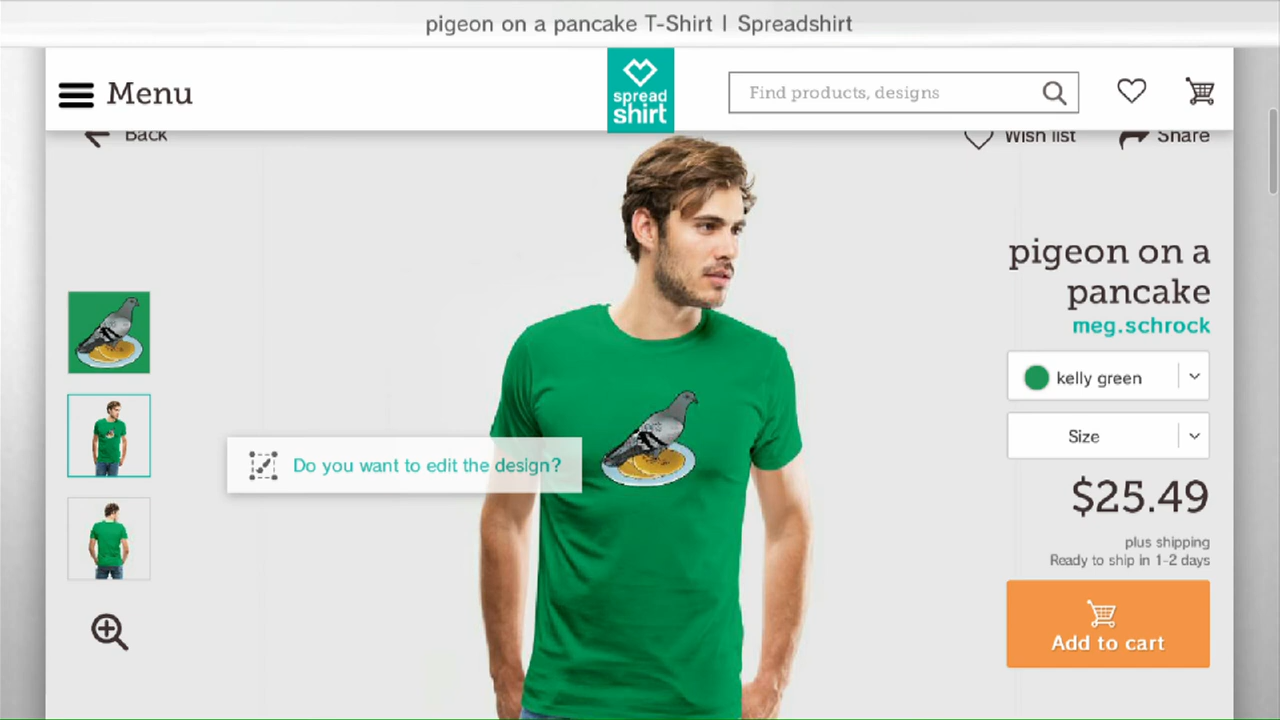 pigeon on a pancake T-Shirt | Spreadshirt
Menu
spread
shirt
Find products, designs
Back
Wish list
Share
pigeon on a
pancake
meg.schrock
kelly green
Size
Do you want to edit the design?
$25.49
plus shipping
Ready to ship in 1-2 days
Add to cart